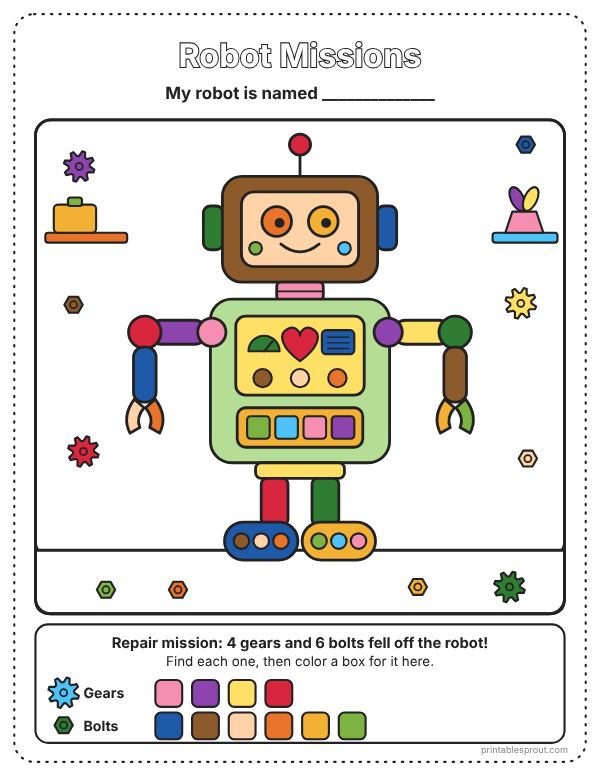 Robot Missions
My robot is named ______________
Repair mission: 4 gears and 6 bolts fell off the robot!
Find each one, then color a box for it here.
Gears
Bolts
printablesprout.com